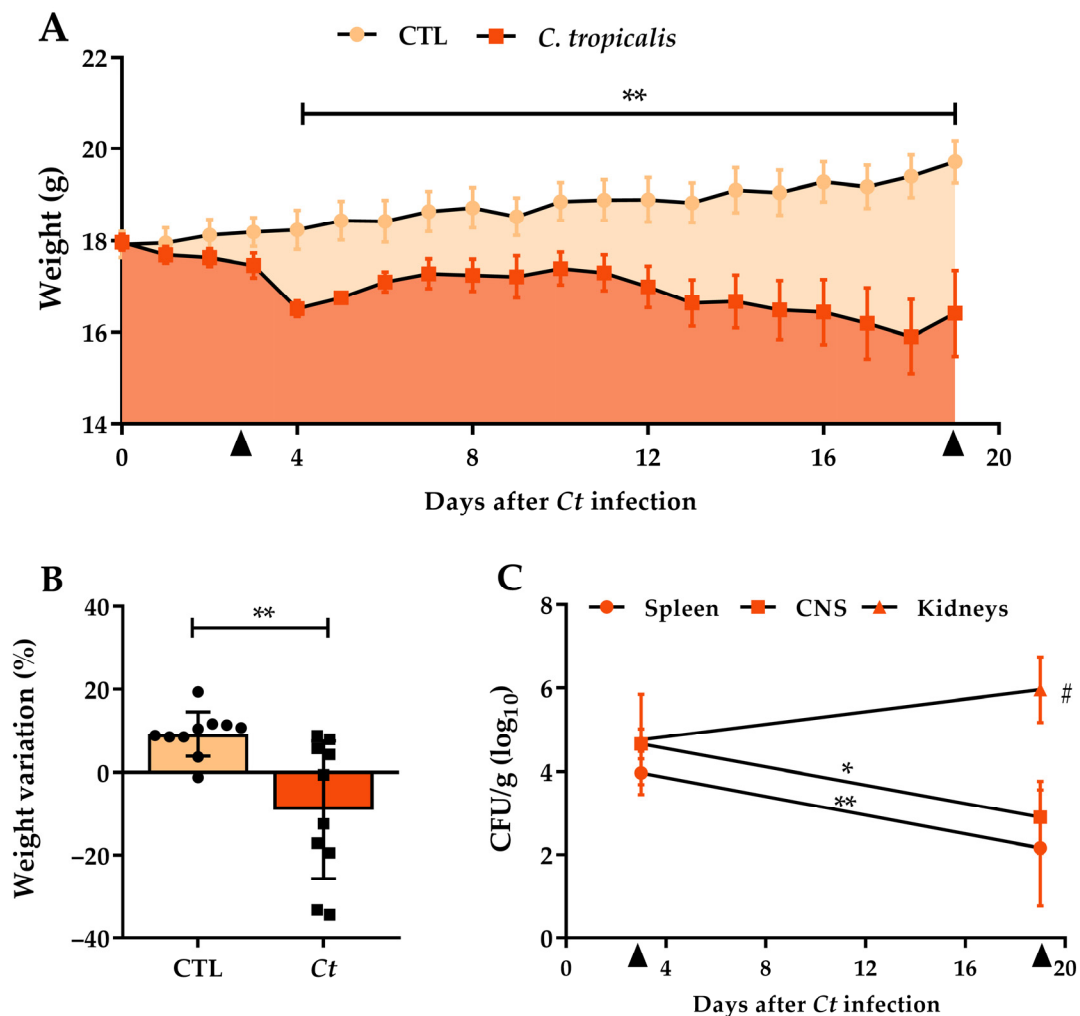 A
CTL C. tropicalis
22
20
18
16
14
**
Weight (g)
0 4 8 12 16 20
Days after Ct infection
B
40
20
0
−20
−40
**
Weight variation (%)
CTL Ct
C
Spleen CNS Kidneys
8
6
4
2
0
CFU/g (log10)
#
*
**
0 4 8 12 16 20
Days after Ct infection